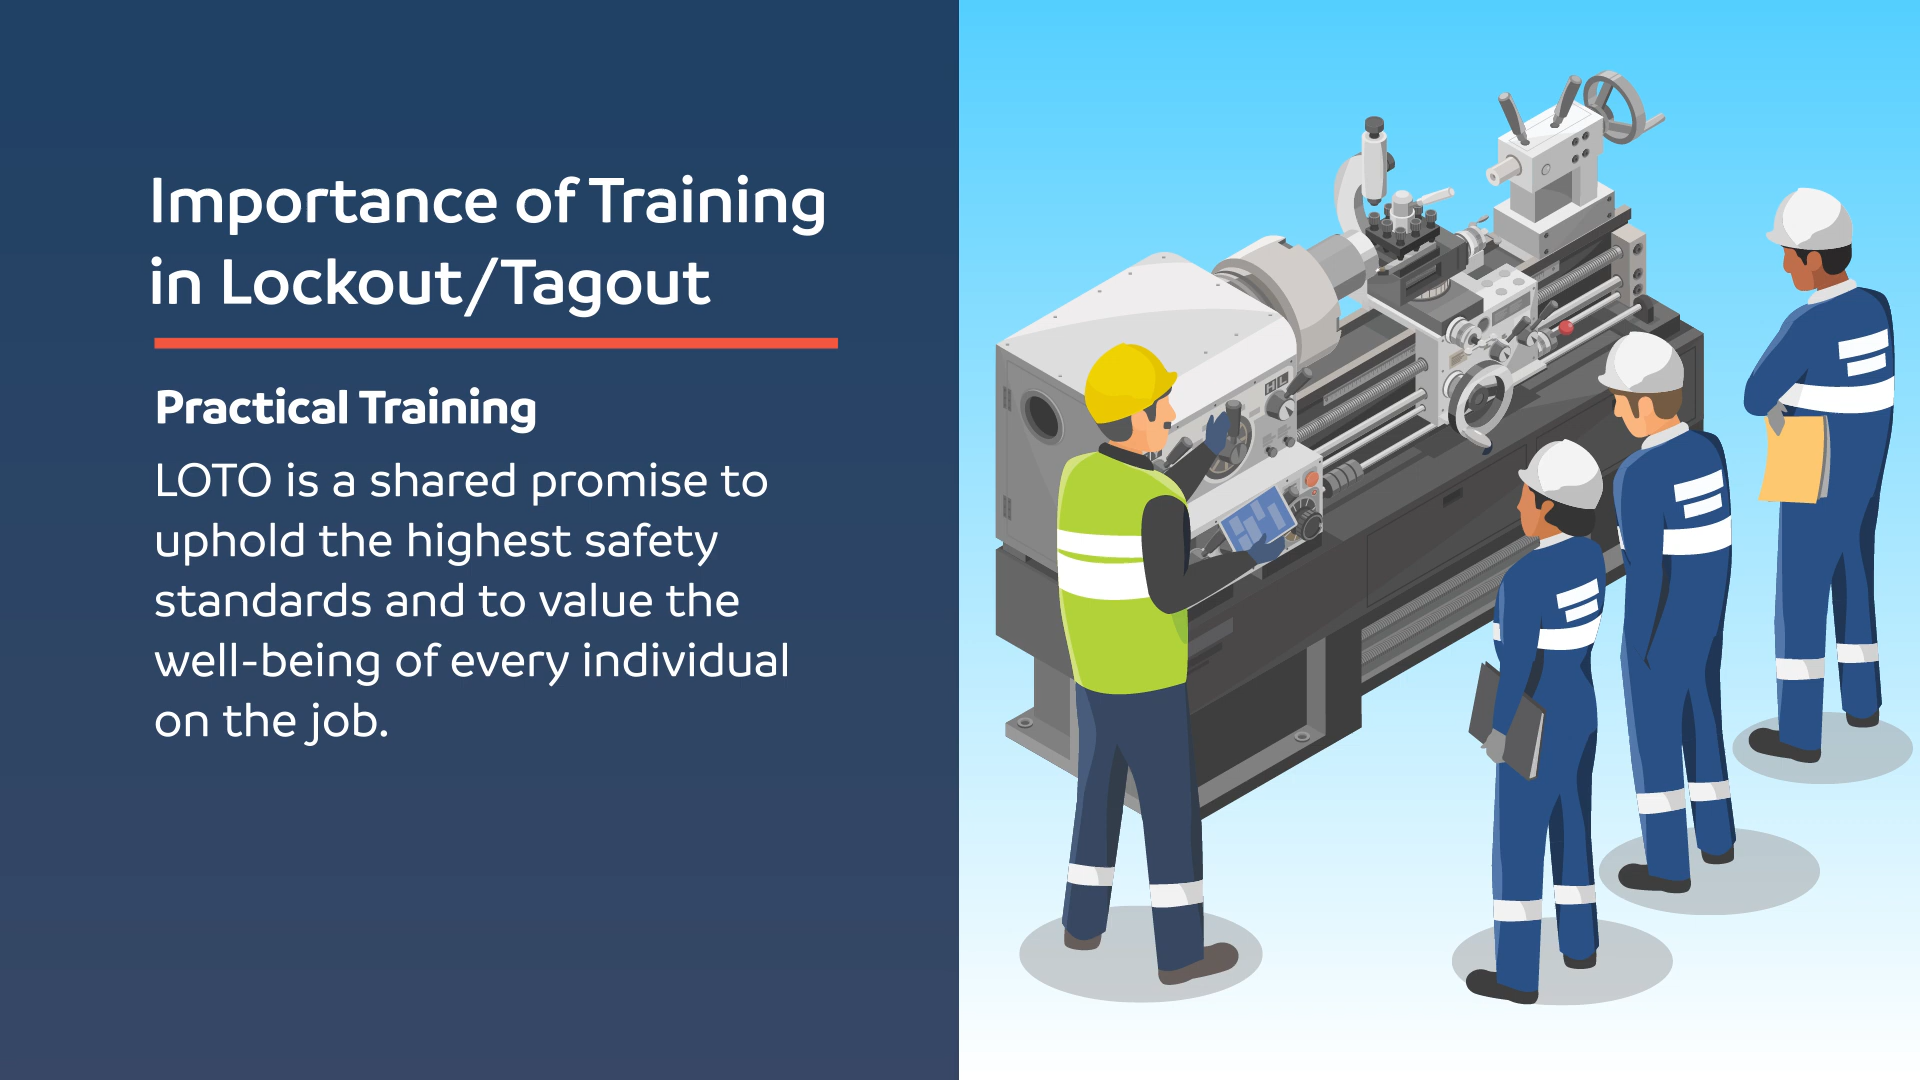 Importance of Training
in Lockout/Tagout
Practical Training
LOTO is a shared promise to
uphold the highest safety
standards and to value the
well-being of every individual
on the job.
HL